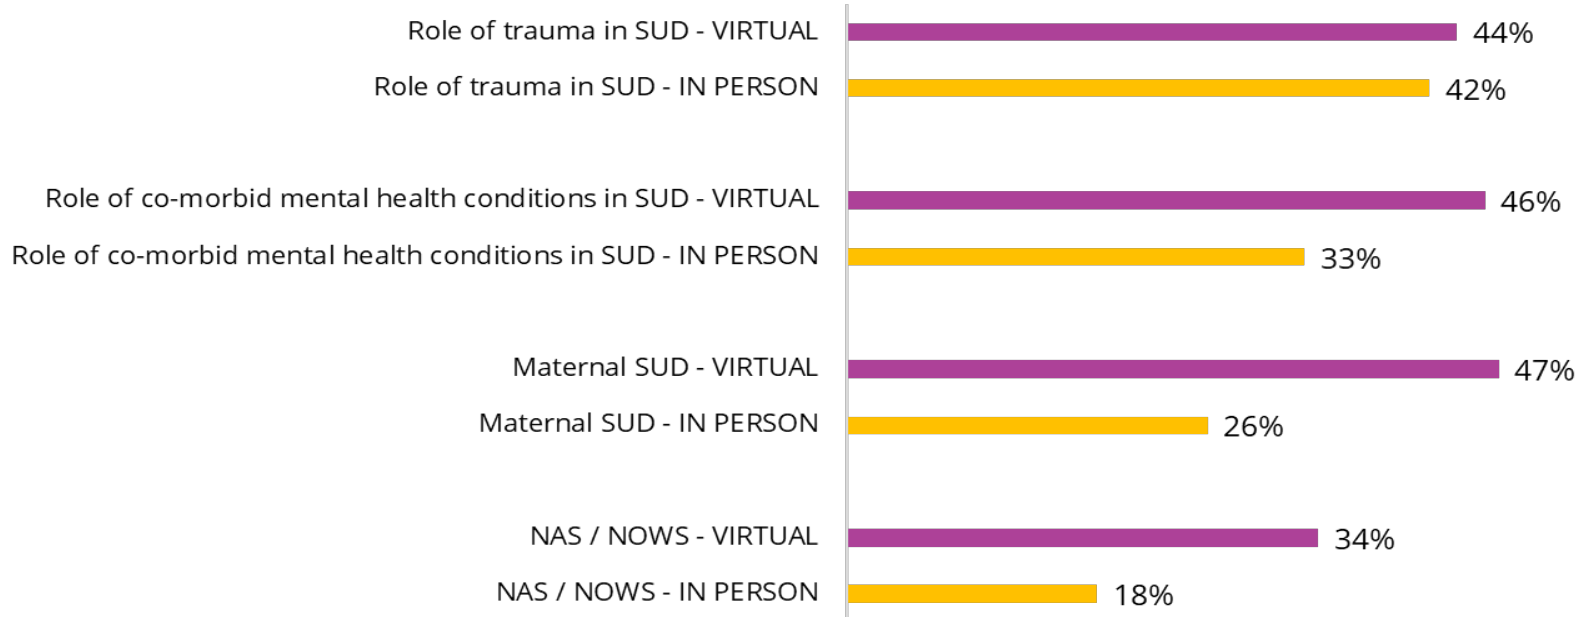 Role of trauma in SUD - VIRTUAL 44%
Role of trauma in SUD - IN PERSON 42%
Role of co-morbid mental health conditions in SUD - VIRTUAL 46%
Role of co-morbid mental health conditions in SUD - IN PERSON 33%
Maternal SUD - VIRTUAL 47%
Maternal SUD - IN PERSON 26%
NAS / NOWS - VIRTUAL 34%
NAS / NOWS - IN PERSON 18%